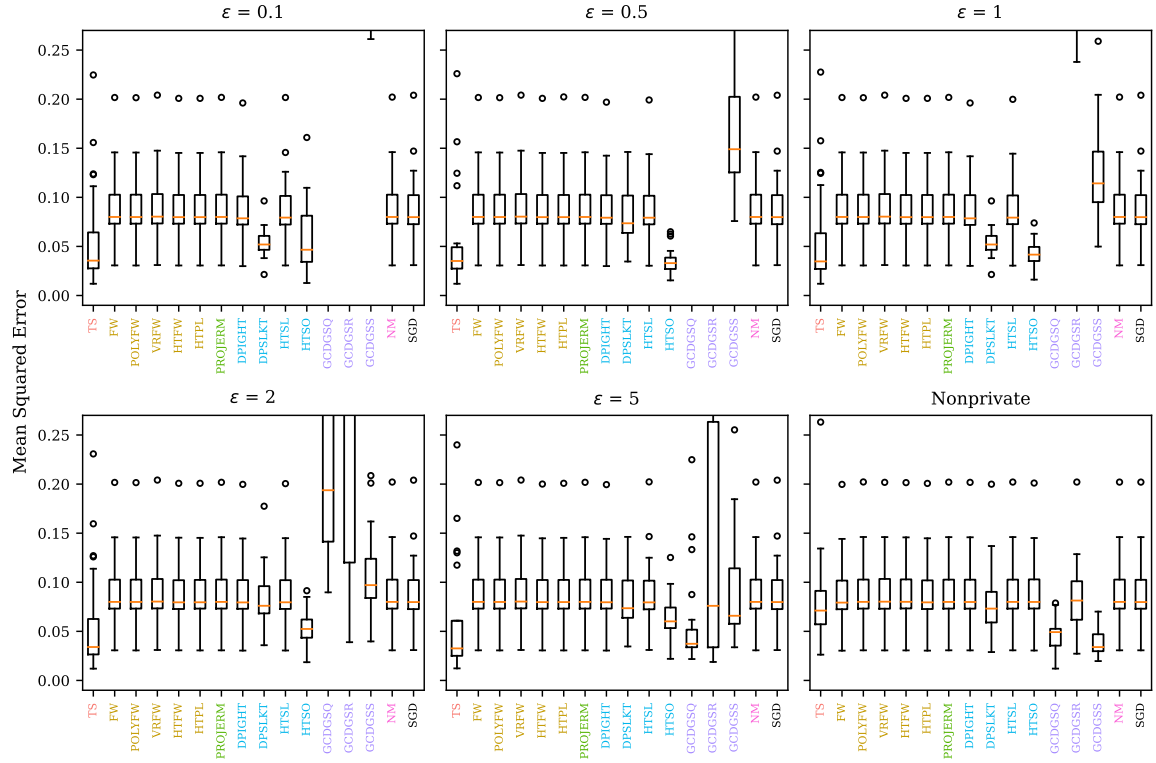 ε = 0.1
ε = 0.5
ε = 1
0.25
0.20
0.15
0.10
0.05
0.00
TS
FW
POLYFW
VRFW
HTFW
HTPL
PROJERM
DPIGHT
DPSLKT
HTSL
HTSO
GCDGSQ
GCDGSR
GCDGSS
NM
SGD
TS
FW
POLYFW
VRFW
HTFW
HTPL
PROJERM
DPIGHT
DPSLKT
HTSL
HTSO
GCDGSQ
GCDGSR
GCDGSS
NM
SGD
TS
FW
POLYFW
VRFW
HTFW
HTPL
PROJERM
DPIGHT
DPSLKT
HTSL
HTSO
GCDGSQ
GCDGSR
GCDGSS
NM
SGD
Mean Squared Error
ε = 2
ε = 5
Nonprivate
0.25
0.20
0.15
0.10
0.05
0.00
TS
FW
POLYFW
VRFW
HTFW
HTPL
PROJERM
DPIGHT
DPSLKT
HTSL
HTSO
GCDGSQ
GCDGSR
GCDGSS
NM
SGD
TS
FW
POLYFW
VRFW
HTFW
HTPL
PROJERM
DPIGHT
DPSLKT
HTSL
HTSO
GCDGSQ
GCDGSR
GCDGSS
NM
SGD
TS
FW
POLYFW
VRFW
HTFW
HTPL
PROJERM
DPIGHT
DPSLKT
HTSL
HTSO
GCDGSQ
GCDGSR
GCDGSS
NM
SGD